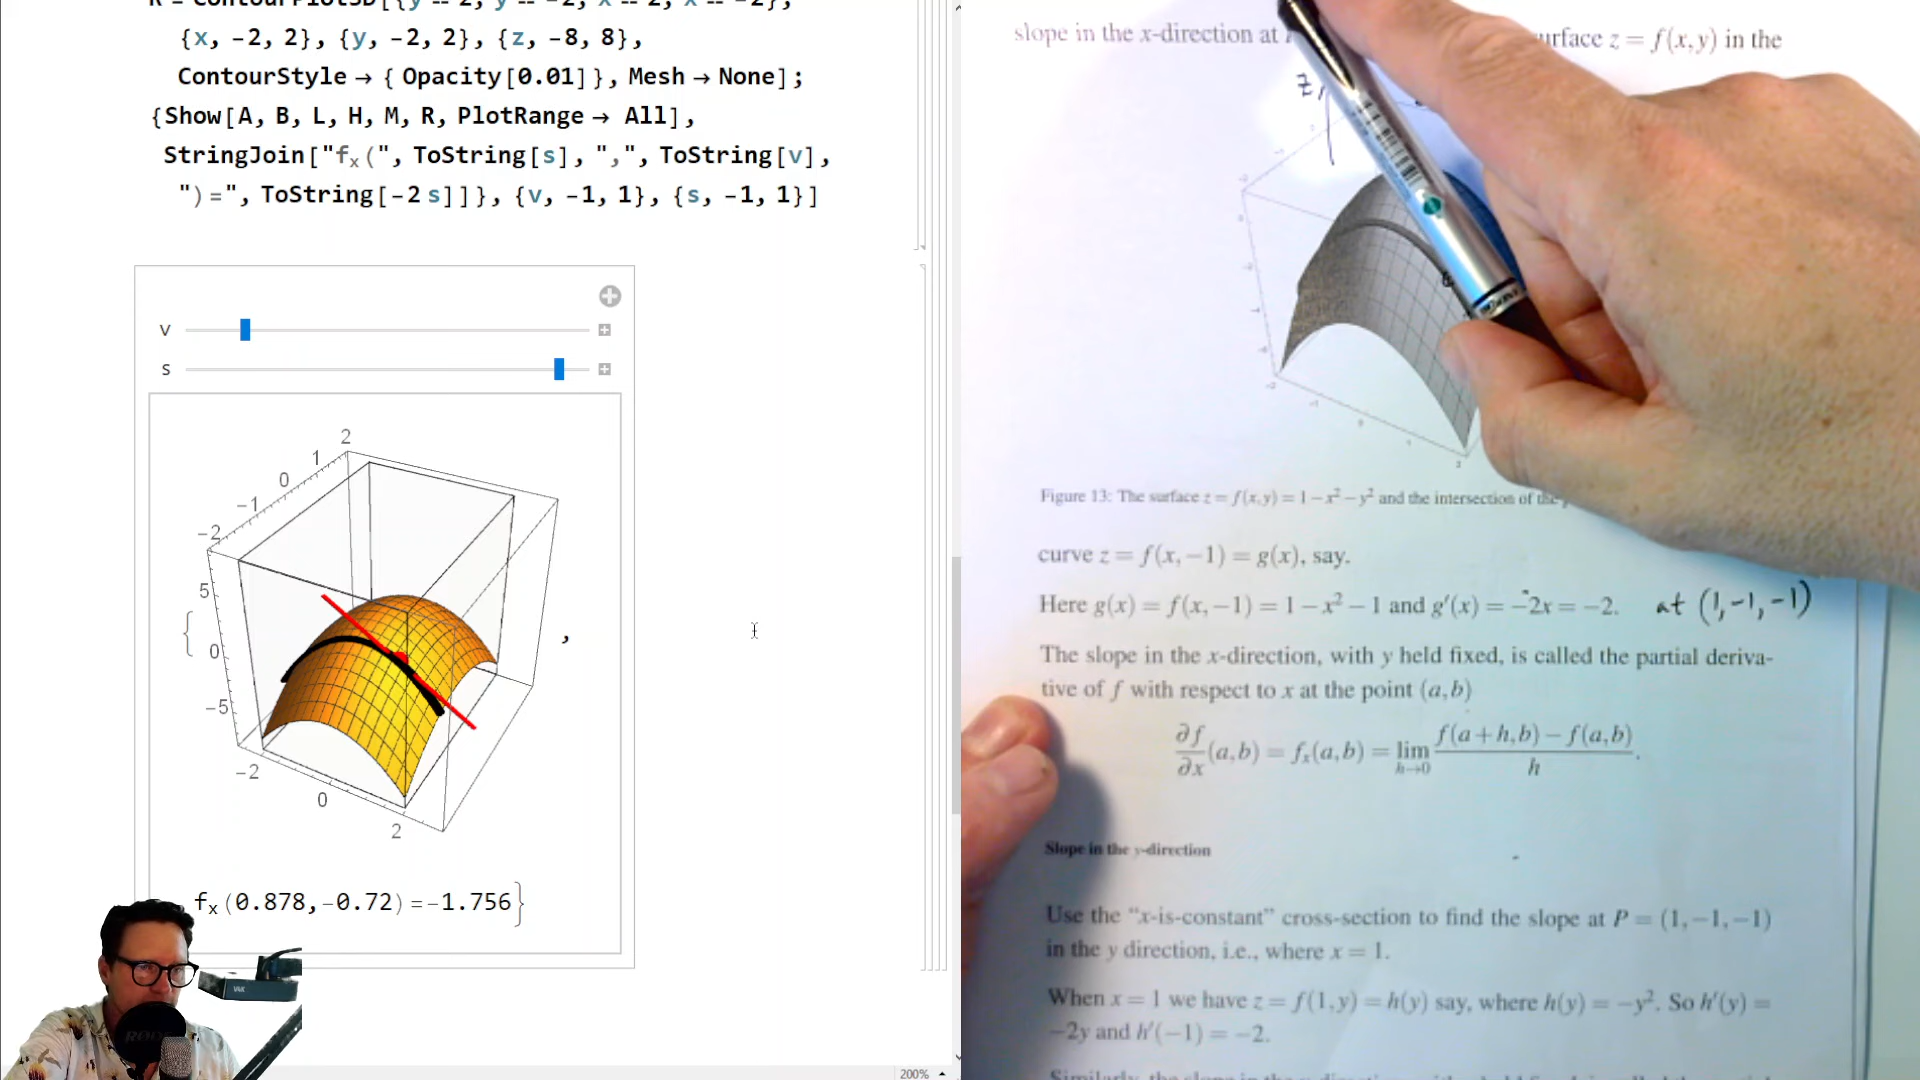 {x, -2, 2}, {y, -2, 2}, {z, -8, 8},
ContourStyle → { Opacity[0.01]}, Mesh → None];
{Show[A, B, L, H, M, R, PlotRange → All],
StringJoin["fₓ(", ToString[s], ",", ToString[v],
")=", ToString[-2 s]]}, {v, -1, 1}, {s, -1, 1}]
v
s
2
1
0
-1
-2
5
0
-5
-2
0
2
{ , 
fₓ(0.878,-0.72)=-1.756}
200%
slope in the x-direction at
urface z = f(x,y) in the
z
Figure 13: The surface z = f(x,y) = 1 − x² − y² and the intersection of the
curve z = f(x,−1) = g(x), say.
Here g(x) = f(x,−1) = 1 − x² − 1 and g′(x) = −2x = −2. at (1,-1,-1)
The slope in the x-direction, with y held fixed, is called the partial deriva-
tive of f with respect to x at the point (a,b)
∂f/∂x (a,b) = fₓ(a,b) = lim h→0 f(a+h,b) − f(a,b) / h.
Slope in the y-direction
Use the "x-is-constant" cross-section to find the slope at P = (1,−1,−1)
in the y direction, i.e., where x = 1.
When x = 1 we have z = f(1,y) = h(y) say, where h(y) = −y². So h′(y) =
−2y and h′(−1) = −2.